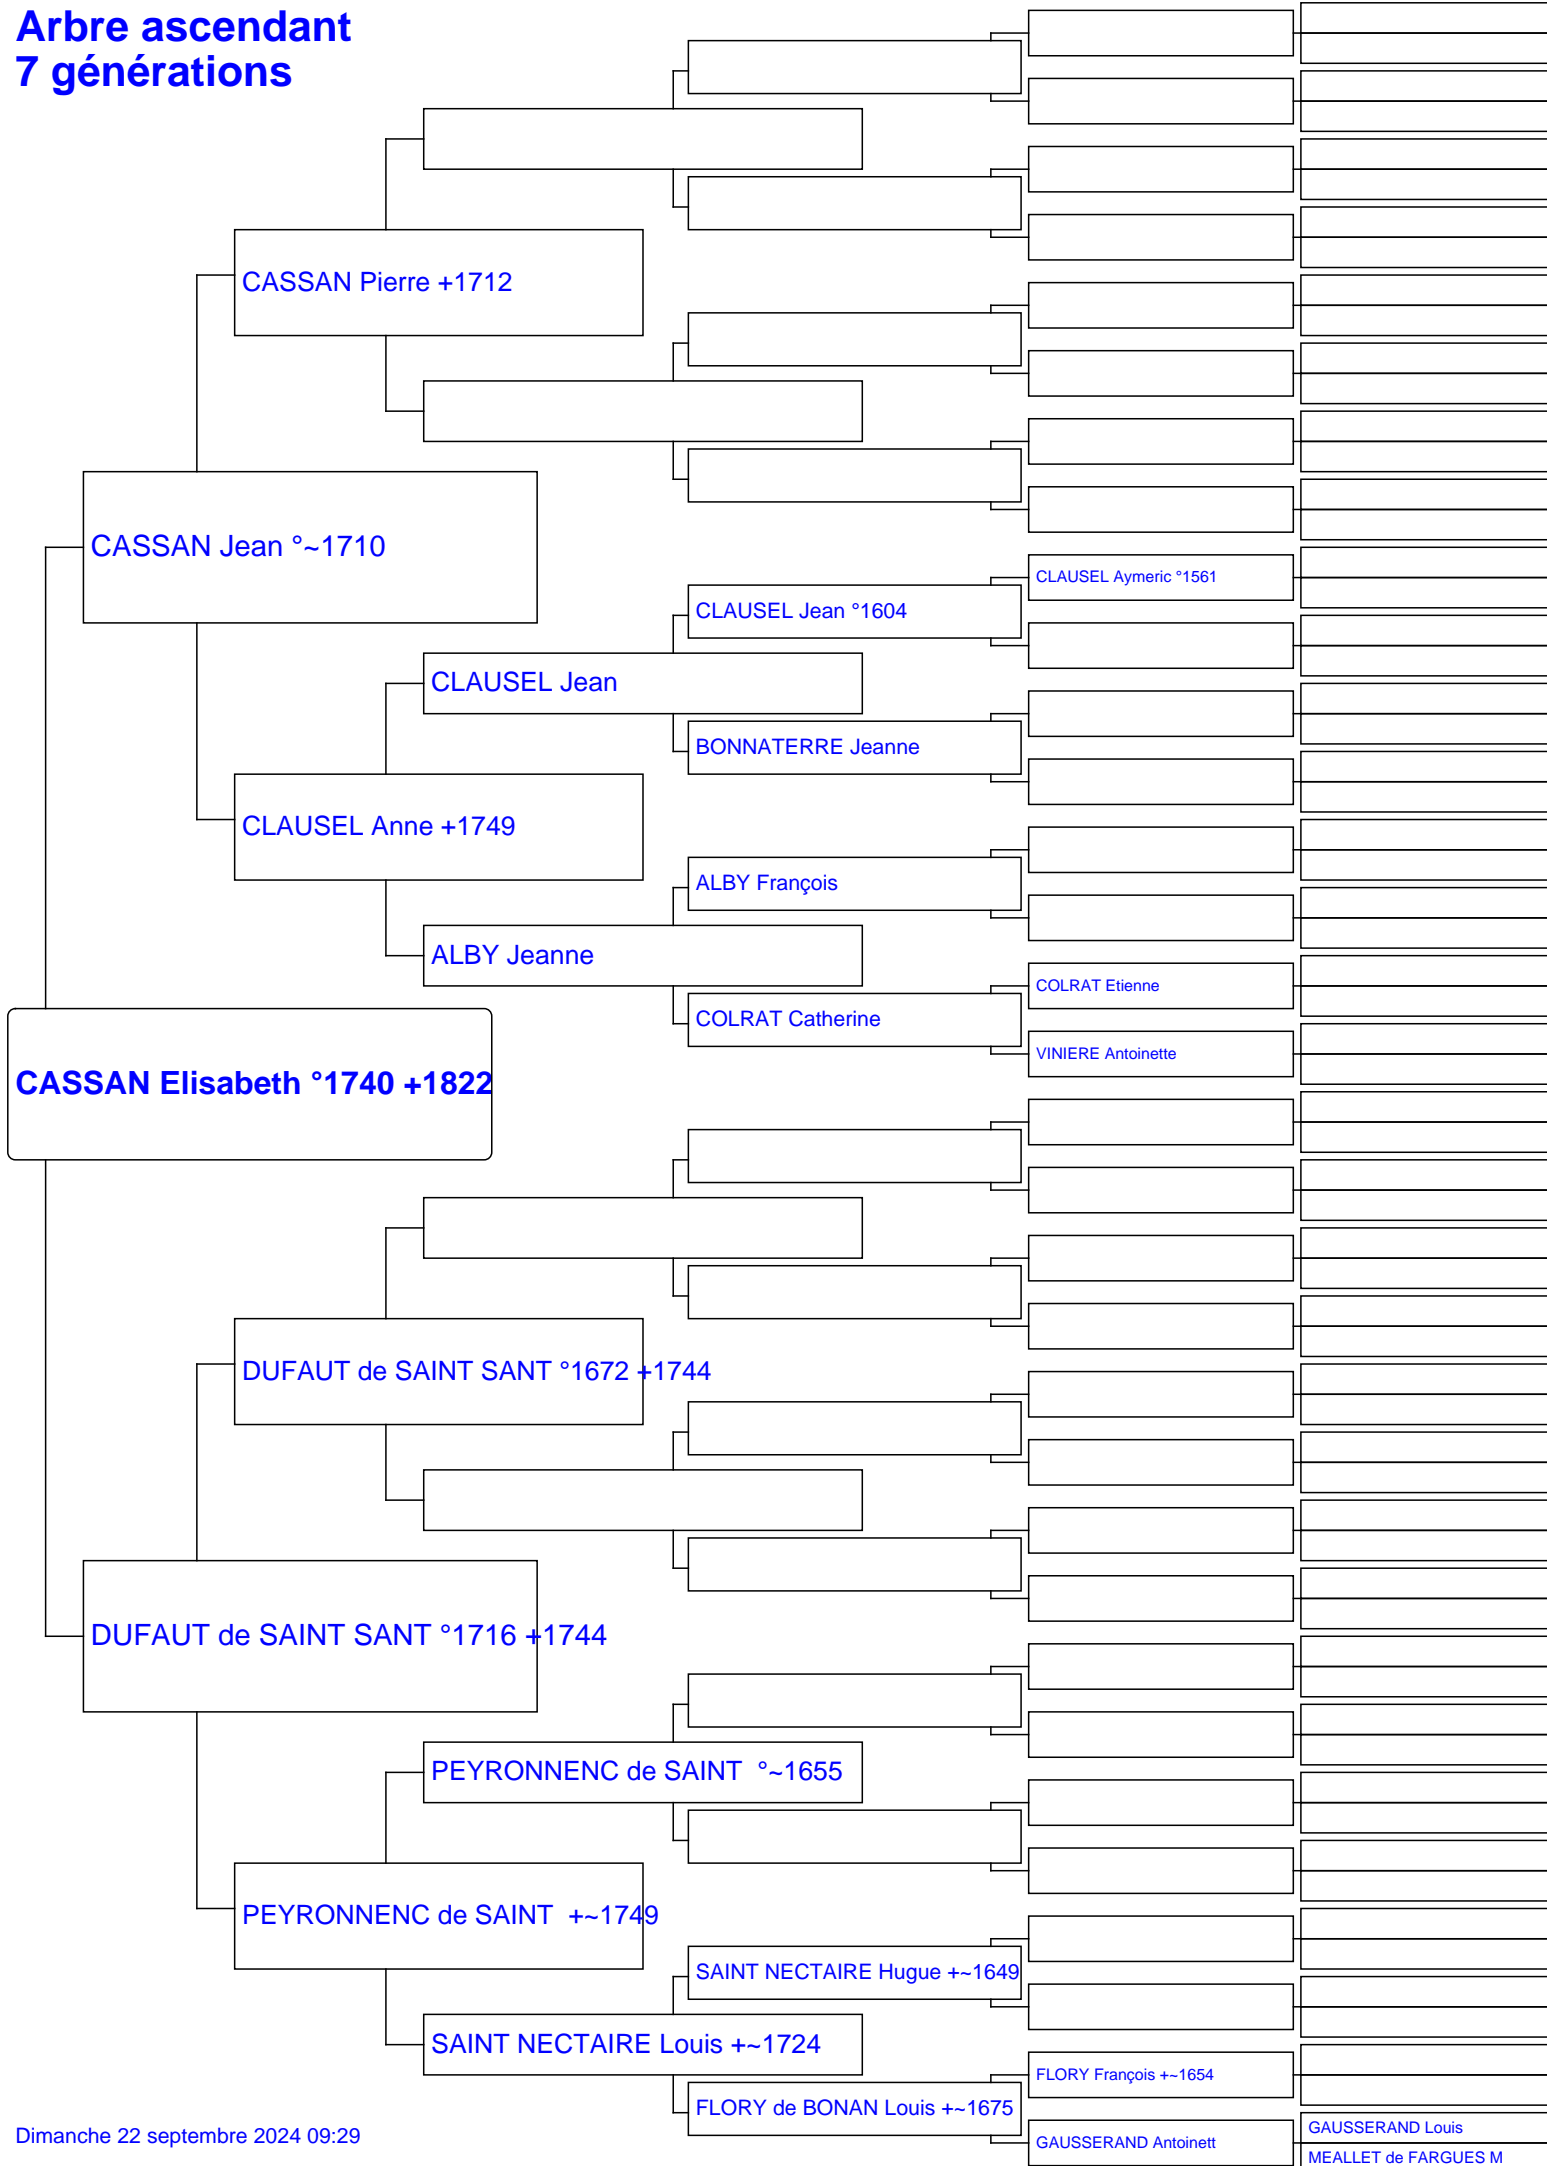 Arbre ascendant
7 générations
CASSAN Pierre +1712
CASSAN Jean °~1710
CLAUSEL Aymeric °1561
CLAUSEL Jean °1604
CLAUSEL Jean
BONNATERRE Jeanne
CLAUSEL Anne +1749
ALBY François
ALBY Jeanne
COLRAT Etienne
COLRAT Catherine
VINIERE Antoinette
CASSAN Elisabeth °1740 +1822
DUFAUT de SAINT SANT °1672 +1744
DUFAUT de SAINT SANT °1716 +1744
PEYRONNENC de SAINT  °~1655
PEYRONNENC de SAINT  +~1749
SAINT NECTAIRE Hugue +~1649
SAINT NECTAIRE Louis +~1724
FLORY François +~1654
FLORY de BONAN Louis +~1675
GAUSSERAND Louis
GAUSSERAND Antoinett
MEALLET de FARGUES M
Dimanche 22 septembre 2024 09:29